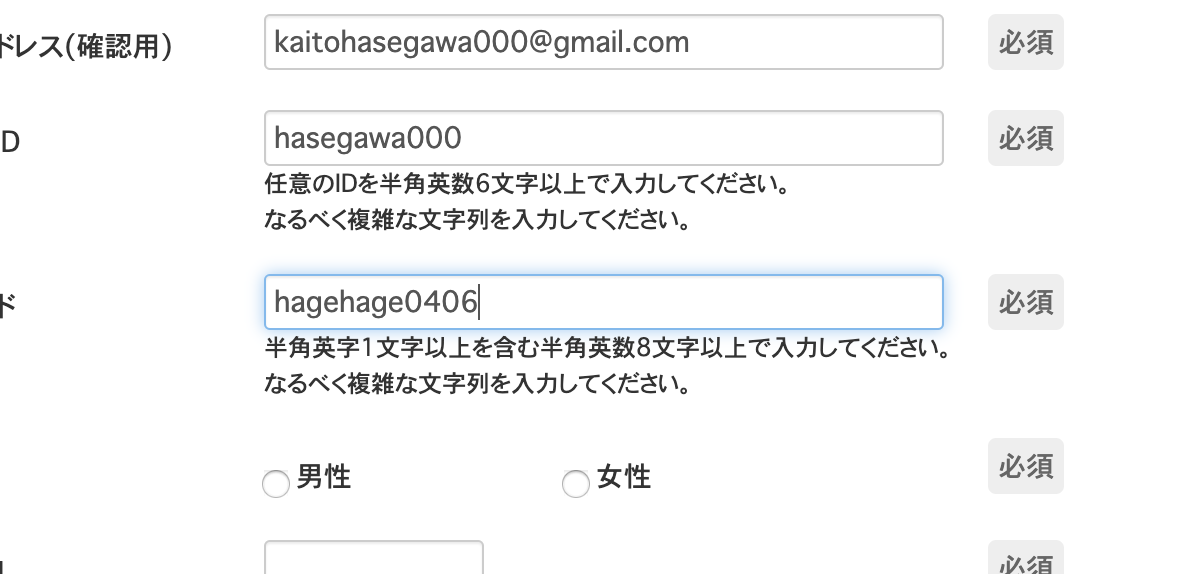 ドレス(確認用) kaitohasegawa000@gmail.com 必須
D hasegawa000 必須
任意のIDを半角英数6文字以上で入力してください。
なるべく複雑な文字列を入力してください。
ド hagehage0406 必須
半角英字1文字以上を含む半角英数8文字以上で入力してください。
なるべく複雑な文字列を入力してください。
男性 女性 必須
必須